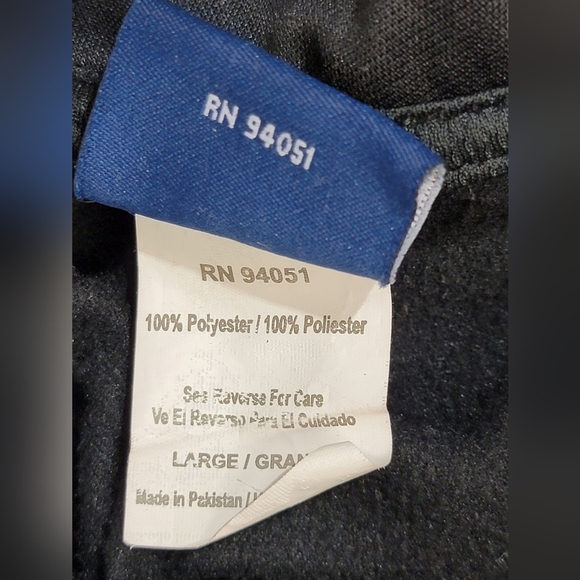 RN 94051
RN 94051
100% Polyester / 100% Poliester
See Reverse For Care
Ve El Reverso Para El Cuidado
LARGE / GRAN
Made in Pakistan /